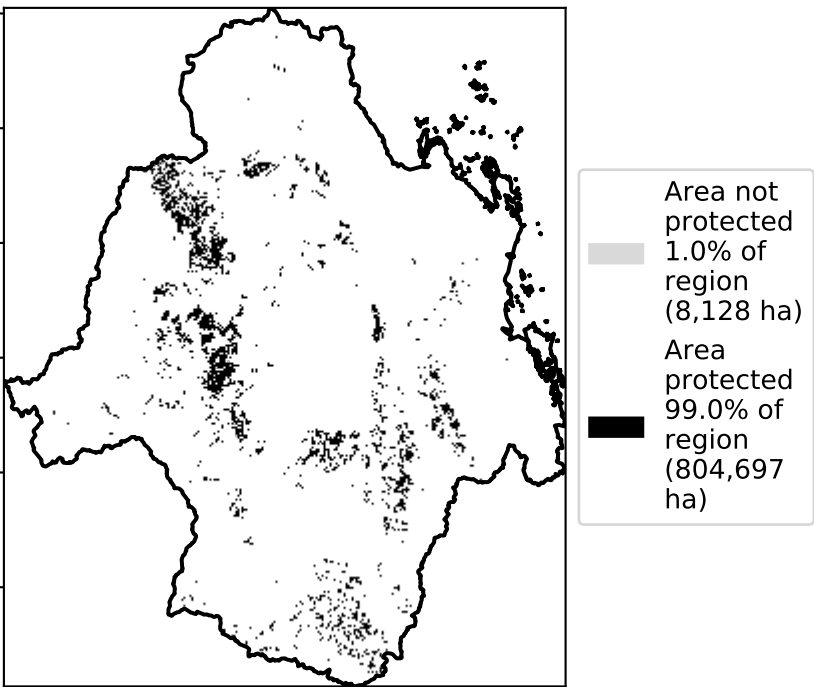 Area not
protected
1.0% of
region
(8,128 ha)
Area
protected
99.0% of
region
(804,697
ha)